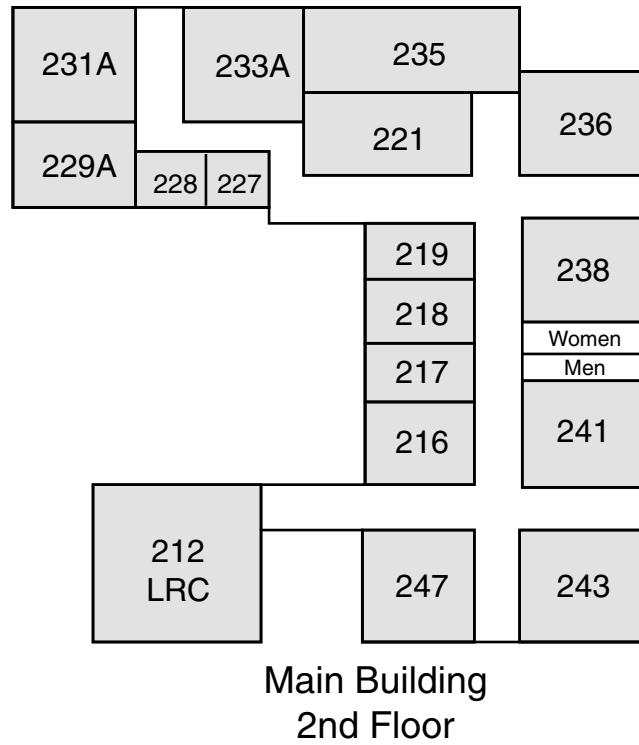 231A
233A
235
236
221
229A
228
227
219
238
218
Women
217
Men
216
241
212
LRC
247
243
Main Building
2nd Floor